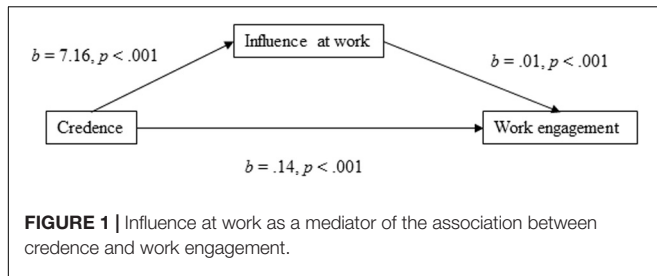 Influence at work
b = 7.16, p < .001
b = .01, p < .001
Credence
Work engagement
b = .14, p < .001
FIGURE 1 | Influence at work as a mediator of the association between
credence and work engagement.